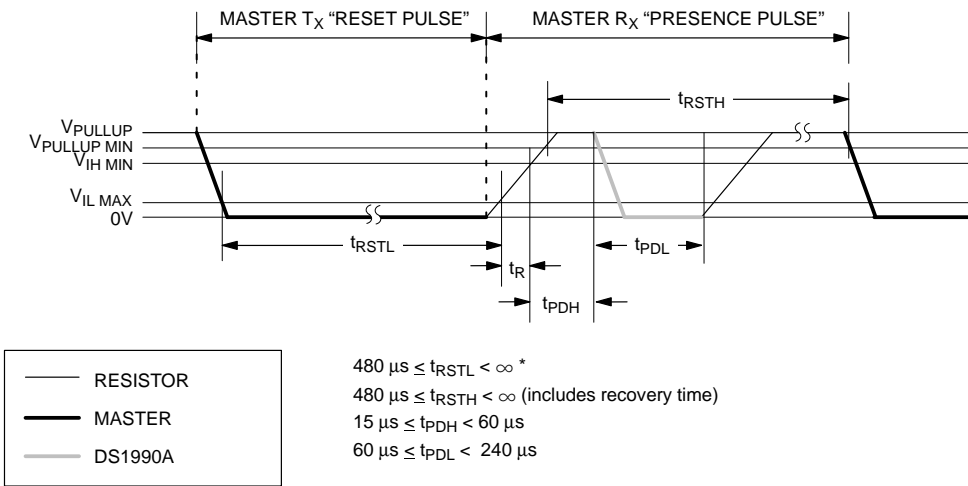 MASTER TX “RESET PULSE” MASTER RX “PRESENCE PULSE”
tRSTH
VPULLUP
VPULLUP MIN
VIH MIN
VIL MAX
0V
tRSTL
tPDL
tR
tPDH
RESISTOR
MASTER
DS1990A
480 µs ≤ tRSTL < ∞ *
480 µs ≤ tRSTH < ∞ (includes recovery time)
15 µs ≤ tPDH < 60 µs
60 µs ≤ tPDL < 240 µs